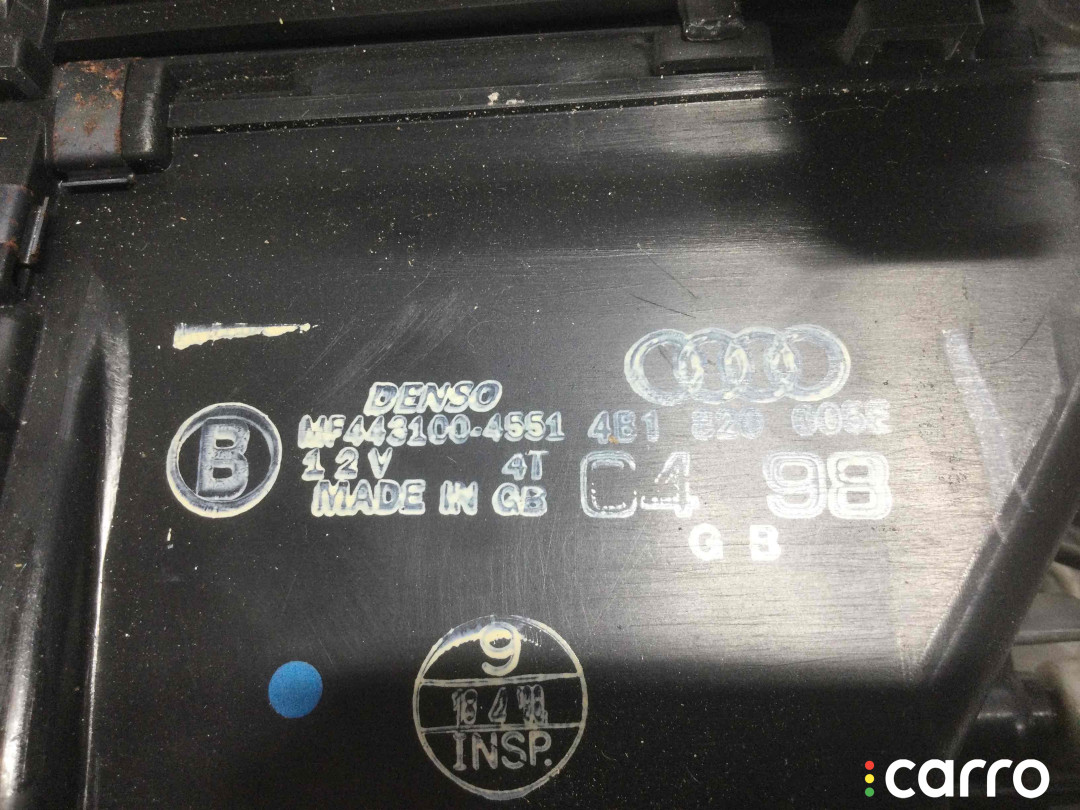 DENSO
B
MF443100-4551
12V 4T
MADE IN GB
4B1 820 005E
C4 98
G B
9
INSP.
carro